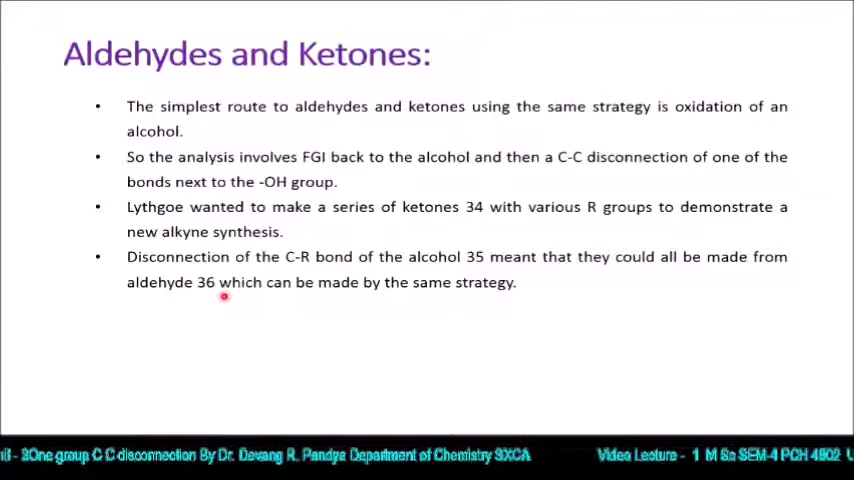 Aldehydes and Ketones:
• The simplest route to aldehydes and ketones using the same strategy is oxidation of an
alcohol.
• So the analysis involves FGI back to the alcohol and then a C-C disconnection of one of the
bonds next to the -OH group.
• Lythgoe wanted to make a series of ketones 34 with various R groups to demonstrate a
new alkyne synthesis.
• Disconnection of the C-R bond of the alcohol 35 meant that they could all be made from
aldehyde 36 which can be made by the same strategy.
One group C C disconnection By Dr. Devang R. Pandya Department of Chemistry SXCA Video Lecture - 1 M Sc SEM-4 PCH 4802